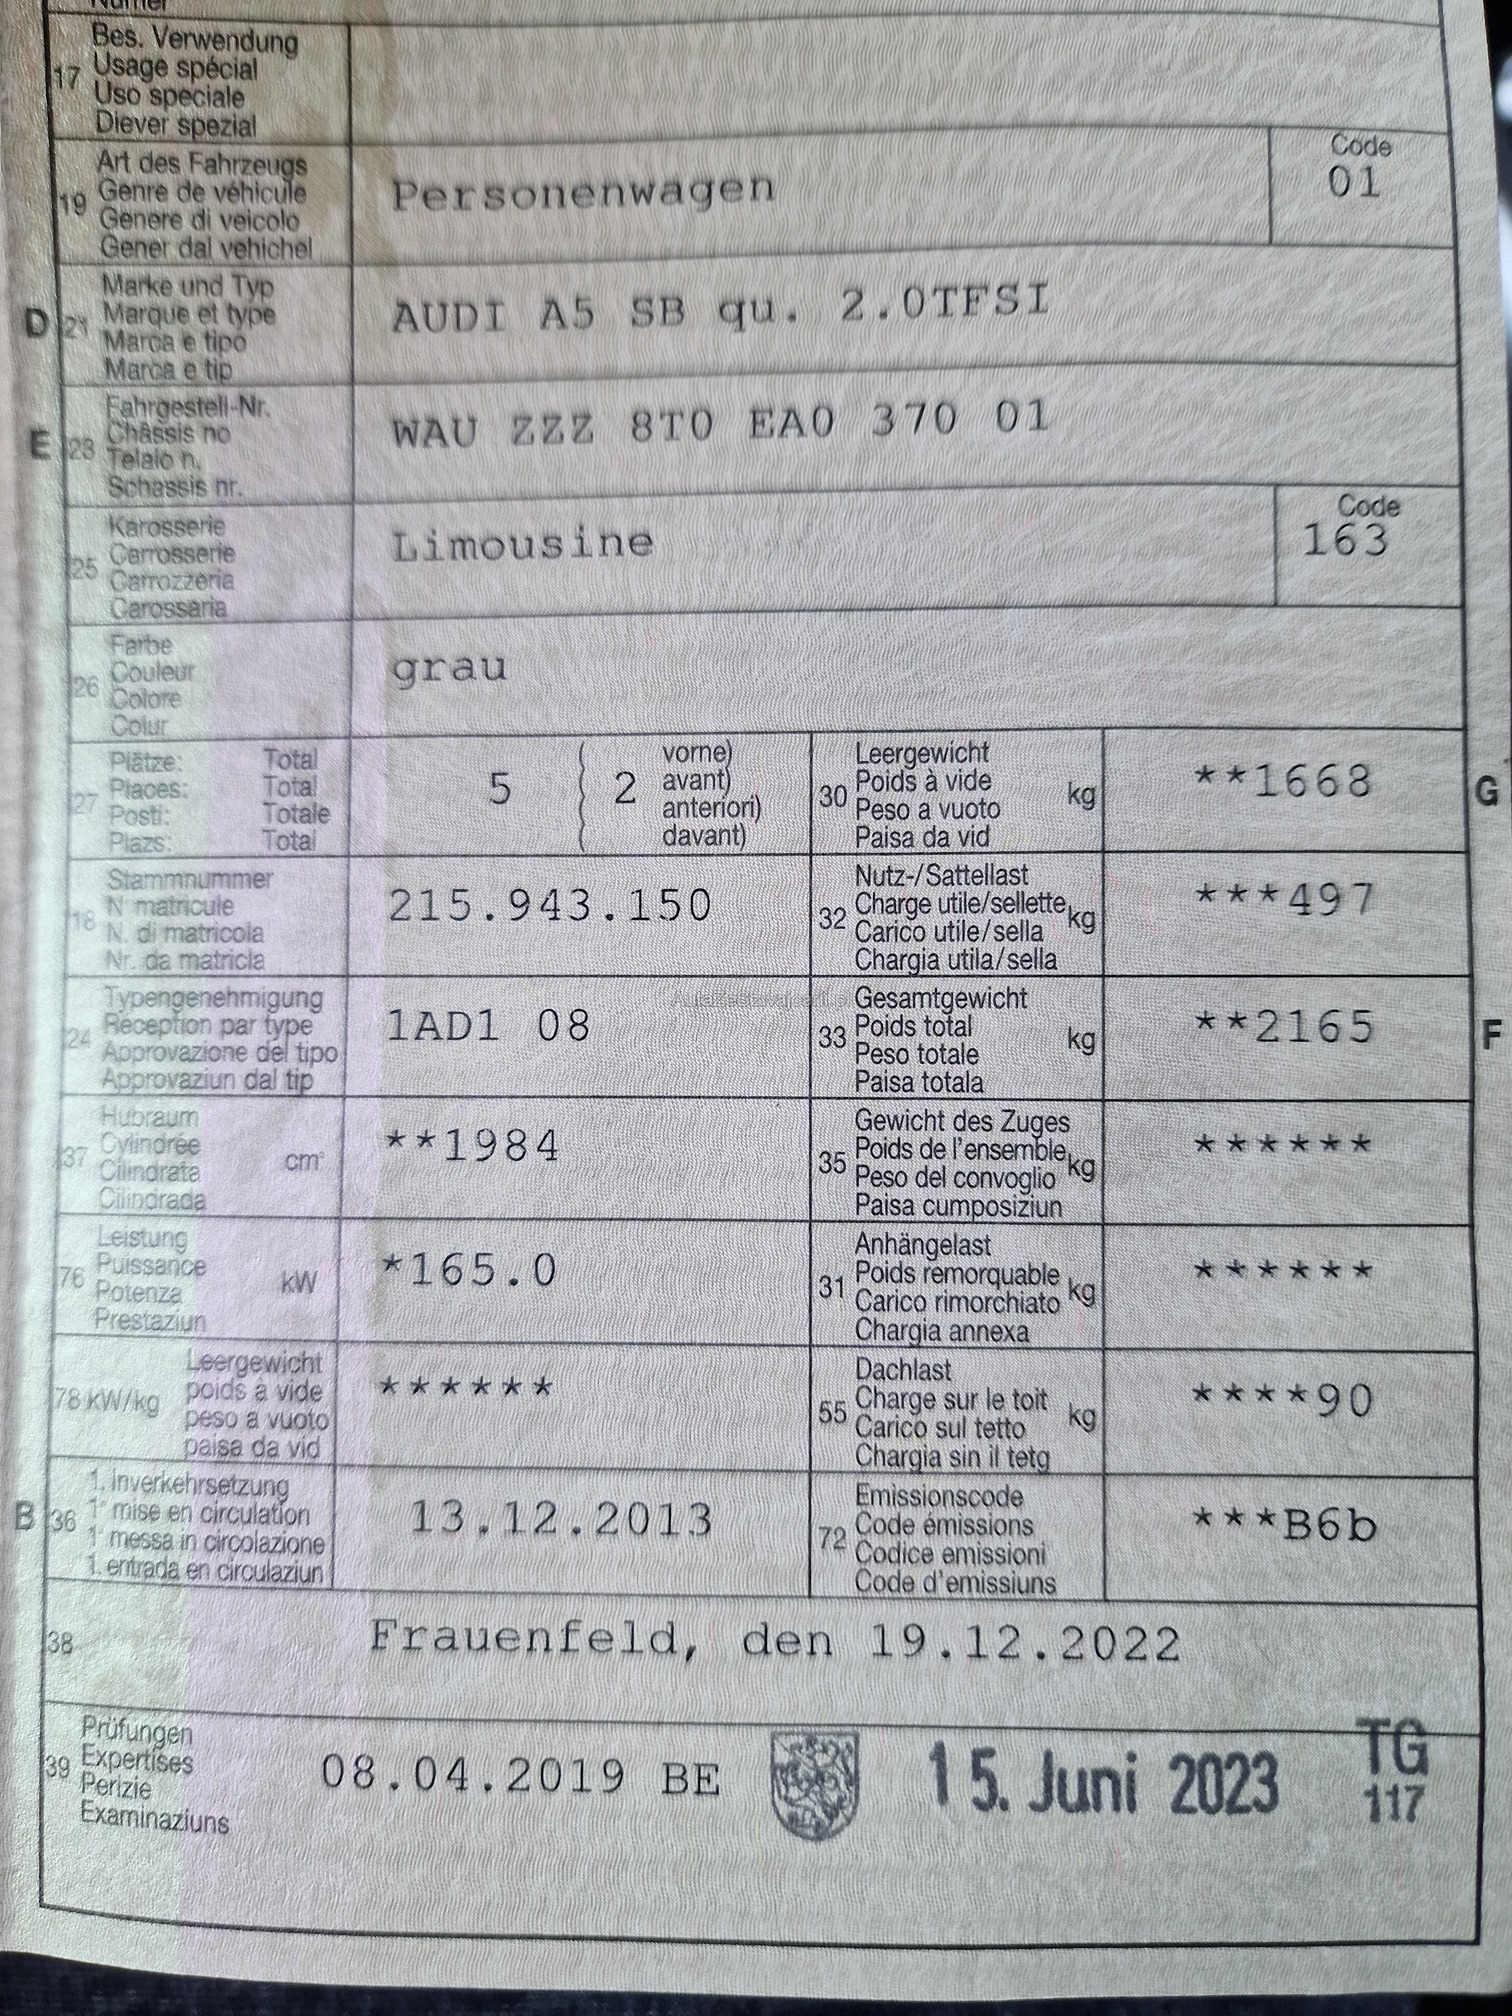 17
Bes. Verwendung
Usage spécial
Uso speciale
Diever spezial
19
Art des Fahrzeugs
Genre de véhicule
Genere di veicolo
Gener dal vehichel
Personenwagen
Code
01
D
21
Marke und Typ
Marque et type
Marca e tipo
Marca e tip
AUDI A5 SB qu. 2.0TFSI
E
23
Fahrgestell-Nr.
Châssis no
Telaio n.
Schassis nr.
WAU ZZZ 8T0 EA0 370 01
25
Karosserie
Carrosserie
Carrozzeria
Carossaria
Limousine
Code
163
26
Farbe
Couleur
Colore
Colur
grau
27
Plätze: Total
Places: Total
Posti: Totale
Plazs: Total
5 { 2
vorne)
avant)
anteriori)
davant)
30
Leergewicht
Poids à vide
Peso a vuoto
Paisa da vid
kg
**1668
G
18
Stammnummer
N matricule
N. di matricola
Nr. da matricla
215.943.150
32
Nutz-/Sattellast
Charge utile/sellette
Carico utile/sella
Chargia utila/sella
kg
***497
24
Typengenehmigung
Reception par type
Approvazione del tipo
Approvaziun dal tip
1AD1 08
33
Gesamtgewicht
Poids total
Peso totale
Paisa totala
kg
**2165
F
37
Hubraum
Cylindrée
Cilindrata
Cilindrada
cm³
**1984
35
Gewicht des Zuges
Poids de l'ensemble
Peso del convoglio
Paisa cumposiziun
kg
******
76
Leistung
Puissance
Potenza
Prestaziun
kW
*165.0
31
Anhängelast
Poids remorquable
Carico rimorchiato
Chargia annexa
kg
******
78 kW/kg
Leergewicht
poids à vide
peso a vuoto
paisa da vid
******
55
Dachlast
Charge sur le toit
Carico sul tetto
Chargia sin il tetg
kg
****90
B
36
1. Inverkehrsetzung
1re mise en circulation
1a messa in circolazione
1. entrada en circulaziun
13.12.2013
72
Emissionscode
Code émissions
Codice emissioni
Code d'emissiuns
***B6b
38
Frauenfeld, den 19.12.2022
39
Prüfungen
Expertises
Perizie
Examinaziuns
08.04.2019 BE
15. Juni 2023
TG
117